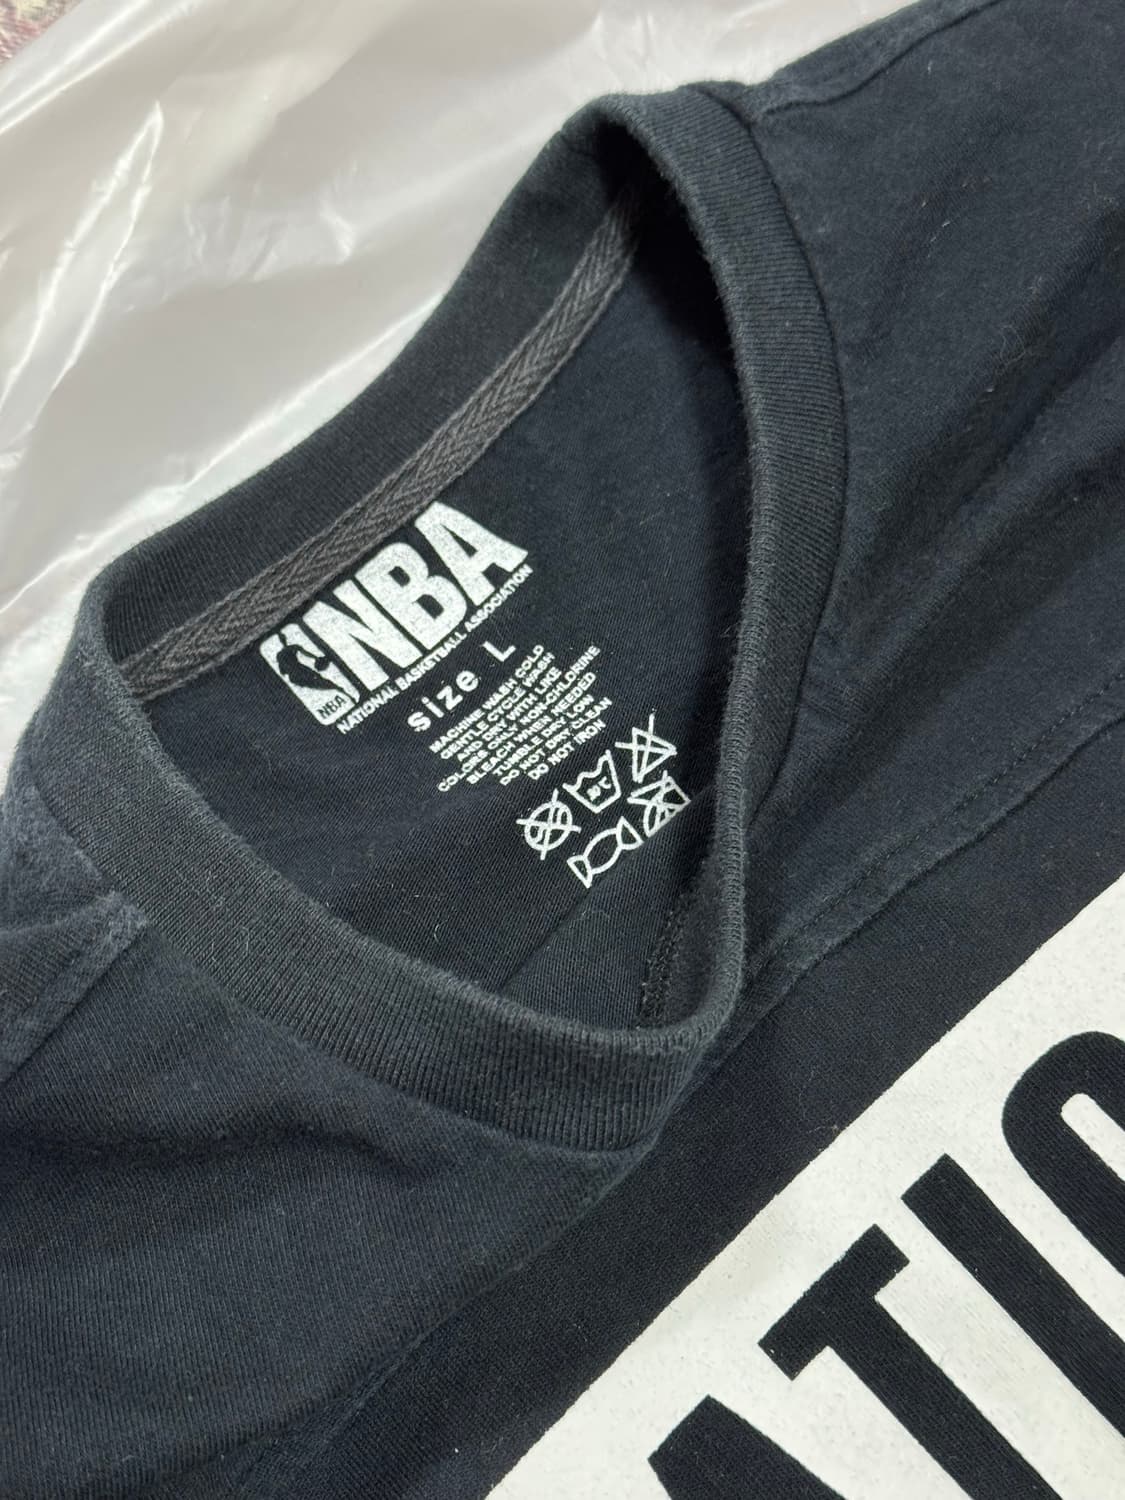 NBA
NBA
NATIONAL BASKETBALL ASSOCIATION
Size L
MACHINE WASH COLD
GENTLE CYCLE WASH
AND DRY WITH LIKE
COLORS ONLY NON-CHLORINE
BLEACH WHEN NEEDED
TUMBLE DRY LOW
DO NOT DRY CLEAN
DO NOT IRON
ATIO